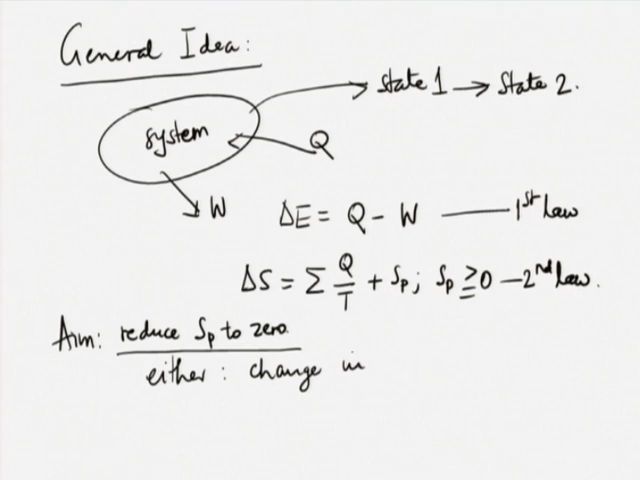 General Idea:
State 1 → State 2.
system
Q
W
ΔE = Q - W — 1st Law
ΔS = Σ Q/T + Sp; Sp ≥ 0 - 2nd Law.
Aim: reduce Sp to zero
either: change in